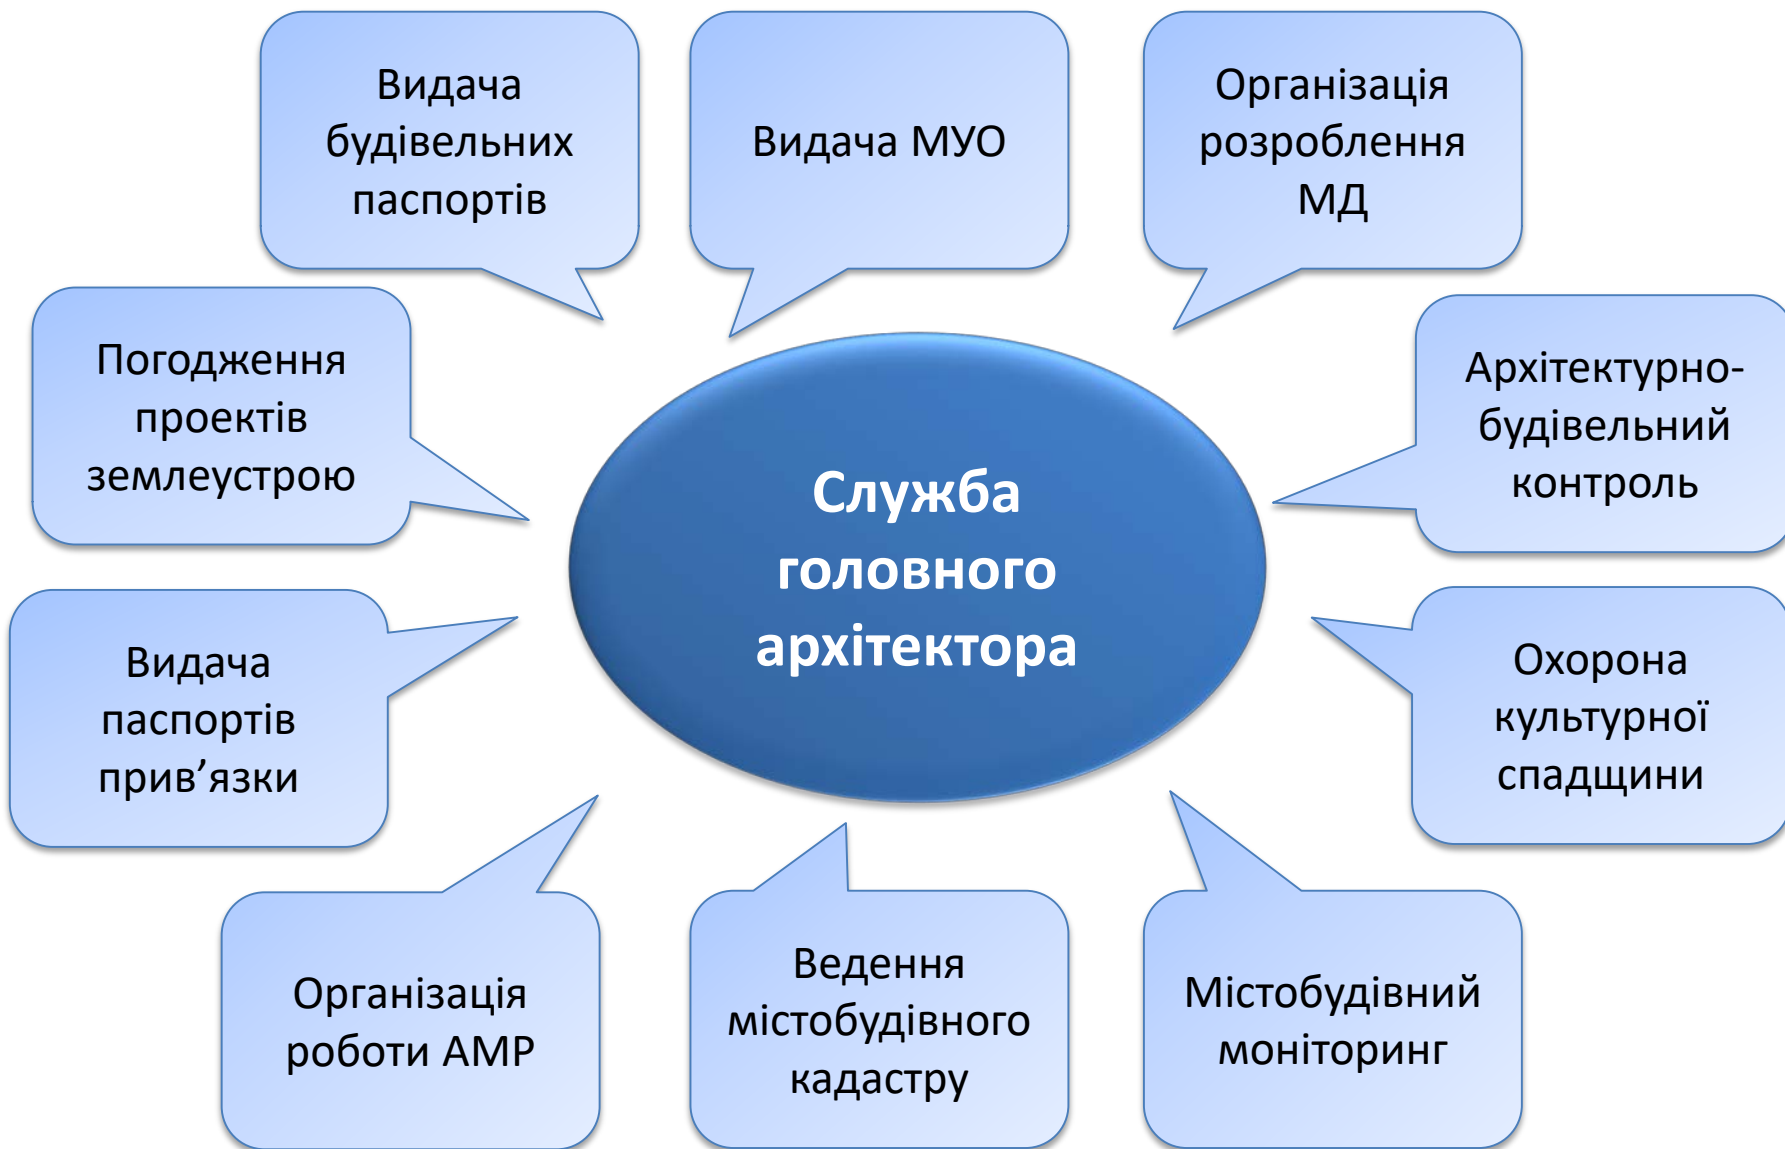 Видача
будівельних
паспортів
Видача МУО
Організація
розроблення
МД
Погодження
проектів
землеустрою
Архітектурно-
будівельний
контроль
Служба
головного
архітектора
Видача
паспортів
прив’язки
Охорона
культурної
спадщини
Організація
роботи АМР
Ведення
містобудівного
кадастру
Містобудівний
моніторинг